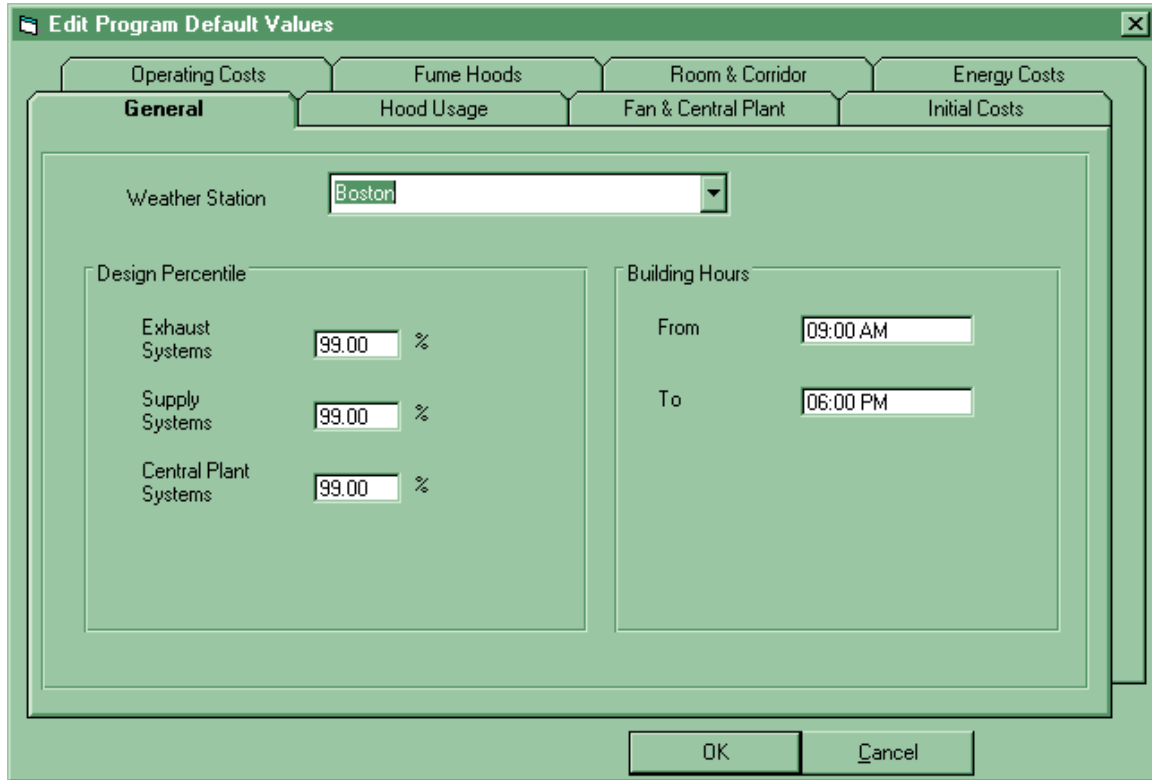 Edit Program Default Values
Operating Costs Fume Hoods Room & Corridor Energy Costs
General Hood Usage Fan & Central Plant Initial Costs
Weather Station Boston
Design Percentile Building Hours
Exhaust
Systems 99.00 %
From 09:00 AM
Supply
Systems 99.00 %
To 06:00 PM
Central Plant
Systems 99.00 %
OK Cancel